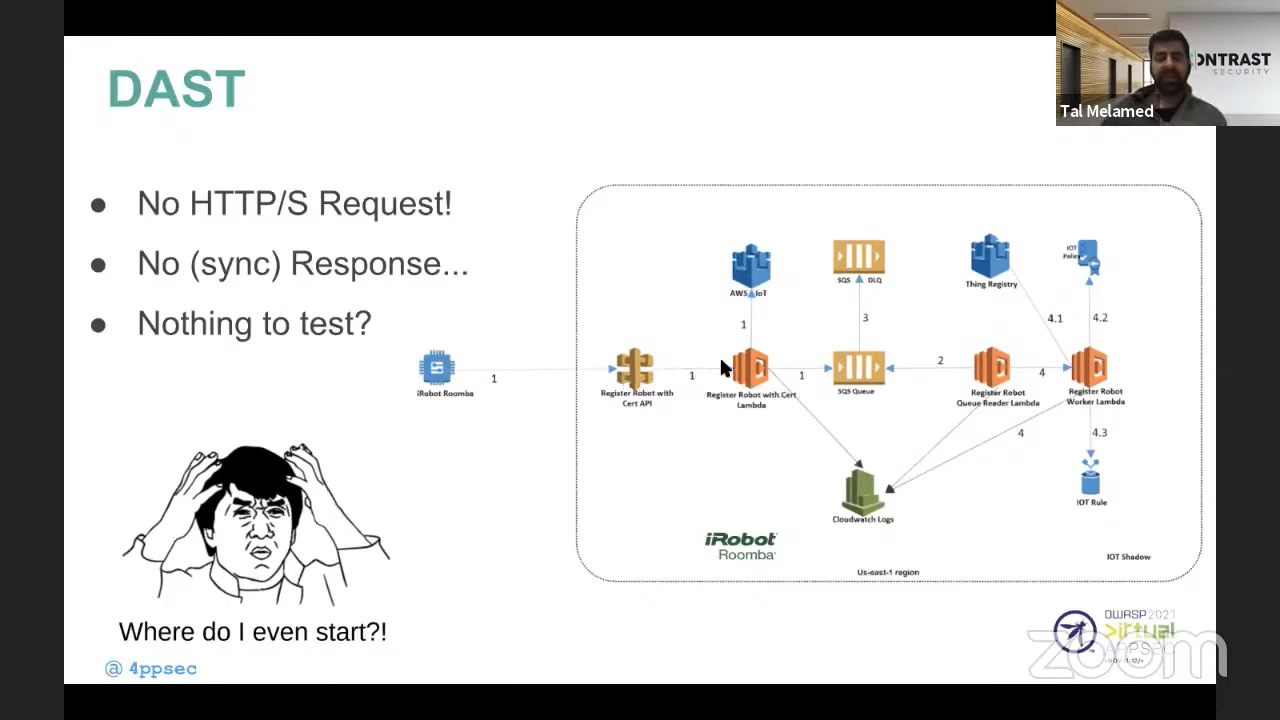 DAST
ONTRAST
SECURITY
Tal Melamed
● No HTTP/S Request!
● No (sync) Response...
● Nothing to test?
iRobot Roomba
1
Register Robot with
Cert API
1
AWS IoT
1
Register Robot with Cert
Lambda
1
SQS DLQ
3
SQS Queue
2
Thing Registry
Register Robot
Queue Reader Lambda
4
4.1
IOT
4.2
Register Robot
Worker Lambda
4
4.3
IOT Rule
Cloudwatch Logs
iRobot
Roomba
IOT Shadow
Us-east-1 region
Where do I even start?!
@ 4ppsec
OWASP 2021
>irtual
APPSEC
zoom